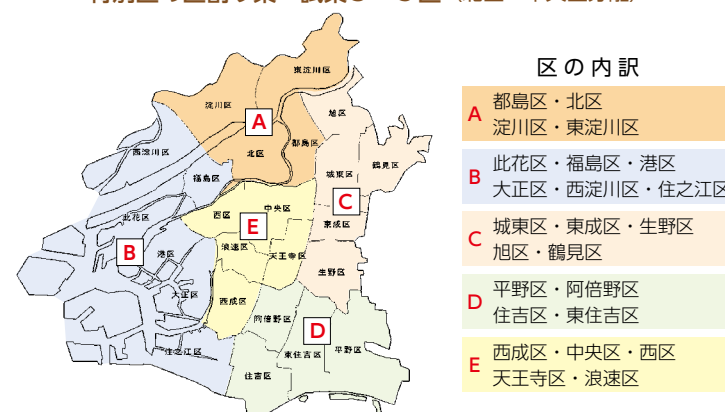 区の内訳
A
都島区・北区
淀川区・東淀川区
B
此花区・福島区・港区
大正区・西淀川区・住之江区
C
城東区・東成区・生野区
旭区・鶴見区
D
平野区・阿倍野区
住吉区・東住吉区
E
西成区・中央区・西区
天王寺区・浪速区
東淀川区
淀川区
旭区
A
都島区
北区
西淀川区
鶴見区
城東区
福島区
中央区
西区
C
此花区
E
東成区
浪速区
B
港区
天王寺区
生野区
大正区
西成区
阿倍野区
D
平野区
東住吉区
住之江区
住吉区